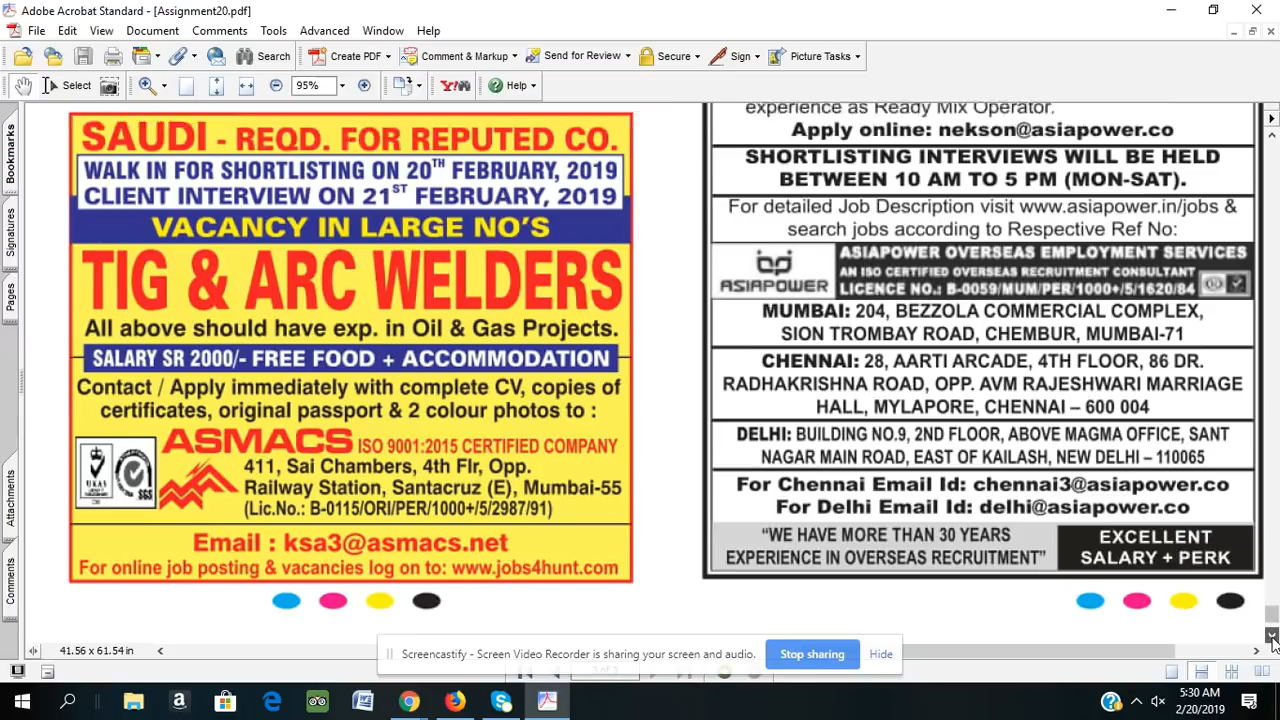 Adobe Acrobat Standard - [Assignment20.pdf]
File Edit View Document Comments Tools Advanced Window Help
Search Create PDF Comment & Markup Send for Review Secure Sign Picture Tasks
Select 95% Y! Help
Bookmarks
Signatures
Pages
Attachments
Comments
SAUDI - REQD. FOR REPUTED CO.
WALK IN FOR SHORTLISTING ON 20TH FEBRUARY, 2019
CLIENT INTERVIEW ON 21ST FEBRUARY, 2019
VACANCY IN LARGE NO'S
TIG & ARC WELDERS
All above should have exp. in Oil & Gas Projects.
SALARY SR 2000/- FREE FOOD + ACCOMMODATION
Contact / Apply immediately with complete CV, copies of
certificates, original passport & 2 colour photos to :
UKAS SGS
ASMACS ISO 9001:2015 CERTIFIED COMPANY
411, Sai Chambers, 4th Flr, Opp.
Railway Station, Santacruz (E), Mumbai-55
(Lic.No.: B-0115/ORI/PER/1000+/5/2987/91)
Email : ksa3@asmacs.net
For online job posting & vacancies log on to: www.jobs4hunt.com
experience as Ready Mix Operator.
Apply online: nekson@asiapower.co
SHORTLISTING INTERVIEWS WILL BE HELD
BETWEEN 10 AM TO 5 PM (MON-SAT).
For detailed Job Description visit www.asiapower.in/jobs &
search jobs according to Respective Ref No:
ASIAPOWER
ASIAPOWER OVERSEAS EMPLOYMENT SERVICES
AN ISO CERTIFIED OVERSEAS RECRUITMENT CONSULTANT
LICENCE NO.: B-0059/MUM/PER/1000+/5/1620/84
MUMBAI: 204, BEZZOLA COMMERCIAL COMPLEX,
SION TROMBAY ROAD, CHEMBUR, MUMBAI-71
CHENNAI: 28, AARTI ARCADE, 4TH FLOOR, 86 DR.
RADHAKRISHNA ROAD, OPP. AVM RAJESHWARI MARRIAGE
HALL, MYLAPORE, CHENNAI – 600 004
DELHI: BUILDING NO.9, 2ND FLOOR, ABOVE MAGMA OFFICE, SANT
NAGAR MAIN ROAD, EAST OF KAILASH, NEW DELHI – 110065
For Chennai Email Id: chennai3@asiapower.co
For Delhi Email Id: delhi@asiapower.co
“WE HAVE MORE THAN 30 YEARS
EXPERIENCE IN OVERSEAS RECRUITMENT”
EXCELLENT
SALARY + PERK
41.56 x 61.54 in
Screencastify - Screen Video Recorder is sharing your screen and audio. Stop sharing Hide
5:30 AM
2/20/2019